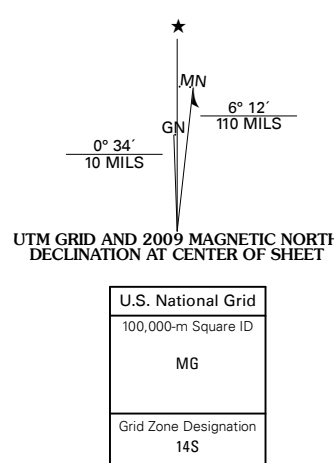 ★
MN
GN
6° 12´
110 MILS
0° 34´
10 MILS
UTM GRID AND 2009 MAGNETIC NORTH
DECLINATION AT CENTER OF SHEET
U.S. National Grid
100,000-m Square ID
MG
Grid Zone Designation
14S